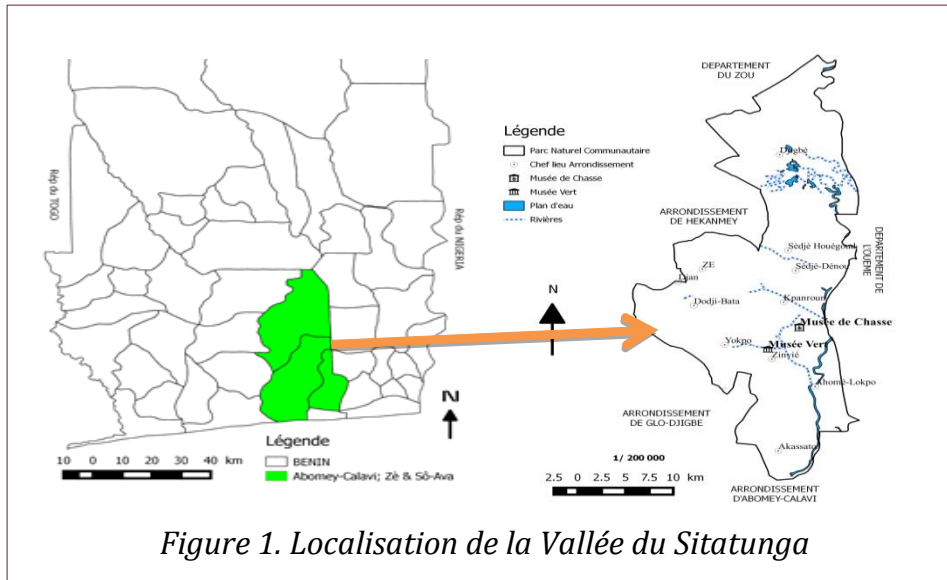 Rép du TOGO
Rép du NIGERIA
N
Légende
BENIN
Abomey-Calavi; Zè & Sô-Ava
10 0 10 20 30 40 km
DEPARTEMENT
DU ZOU
Légende
Parc Naturel Communautaire
Chef lieu Arrondissement
Musée de Chasse
Musée Vert
Plan d'eau
Rivières
ARRONDISSEMENT
DE HEKANMEY
DEPARTEMENT DE
L'OUEME
Sèdjè-Dénou
ZE
Djan
Dodji-Bata
Kpanroun
N
Musée de Chasse
Yokpo
Musée Vert
Zinvié
Ahomè-Lokpo
ARRONDISSEMENT
DE GLO-DJIGBE
Akassato
1/ 200 000
2.5 0 2.5 5 7.5 10 km
ARRONDISSEMENT
D'ABOMEY-CALAVI
Figure 1. Localisation de la Vallée du Sitatunga